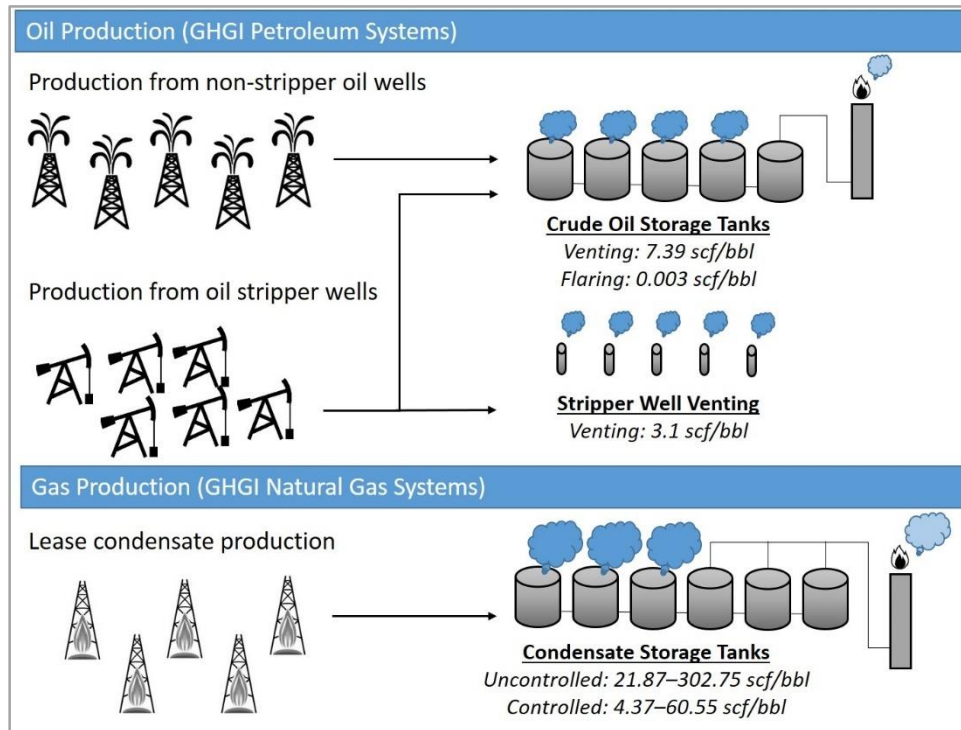 Oil Production (GHGI Petroleum Systems)
Production from non-stripper oil wells
Crude Oil Storage Tanks
Venting: 7.39 scf/bbl
Flaring: 0.003 scf/bbl
Production from oil stripper wells
Stripper Well Venting
Venting: 3.1 scf/bbl
Gas Production (GHGI Natural Gas Systems)
Lease condensate production
Condensate Storage Tanks
Uncontrolled: 21.87–302.75 scf/bbl
Controlled: 4.37–60.55 scf/bbl